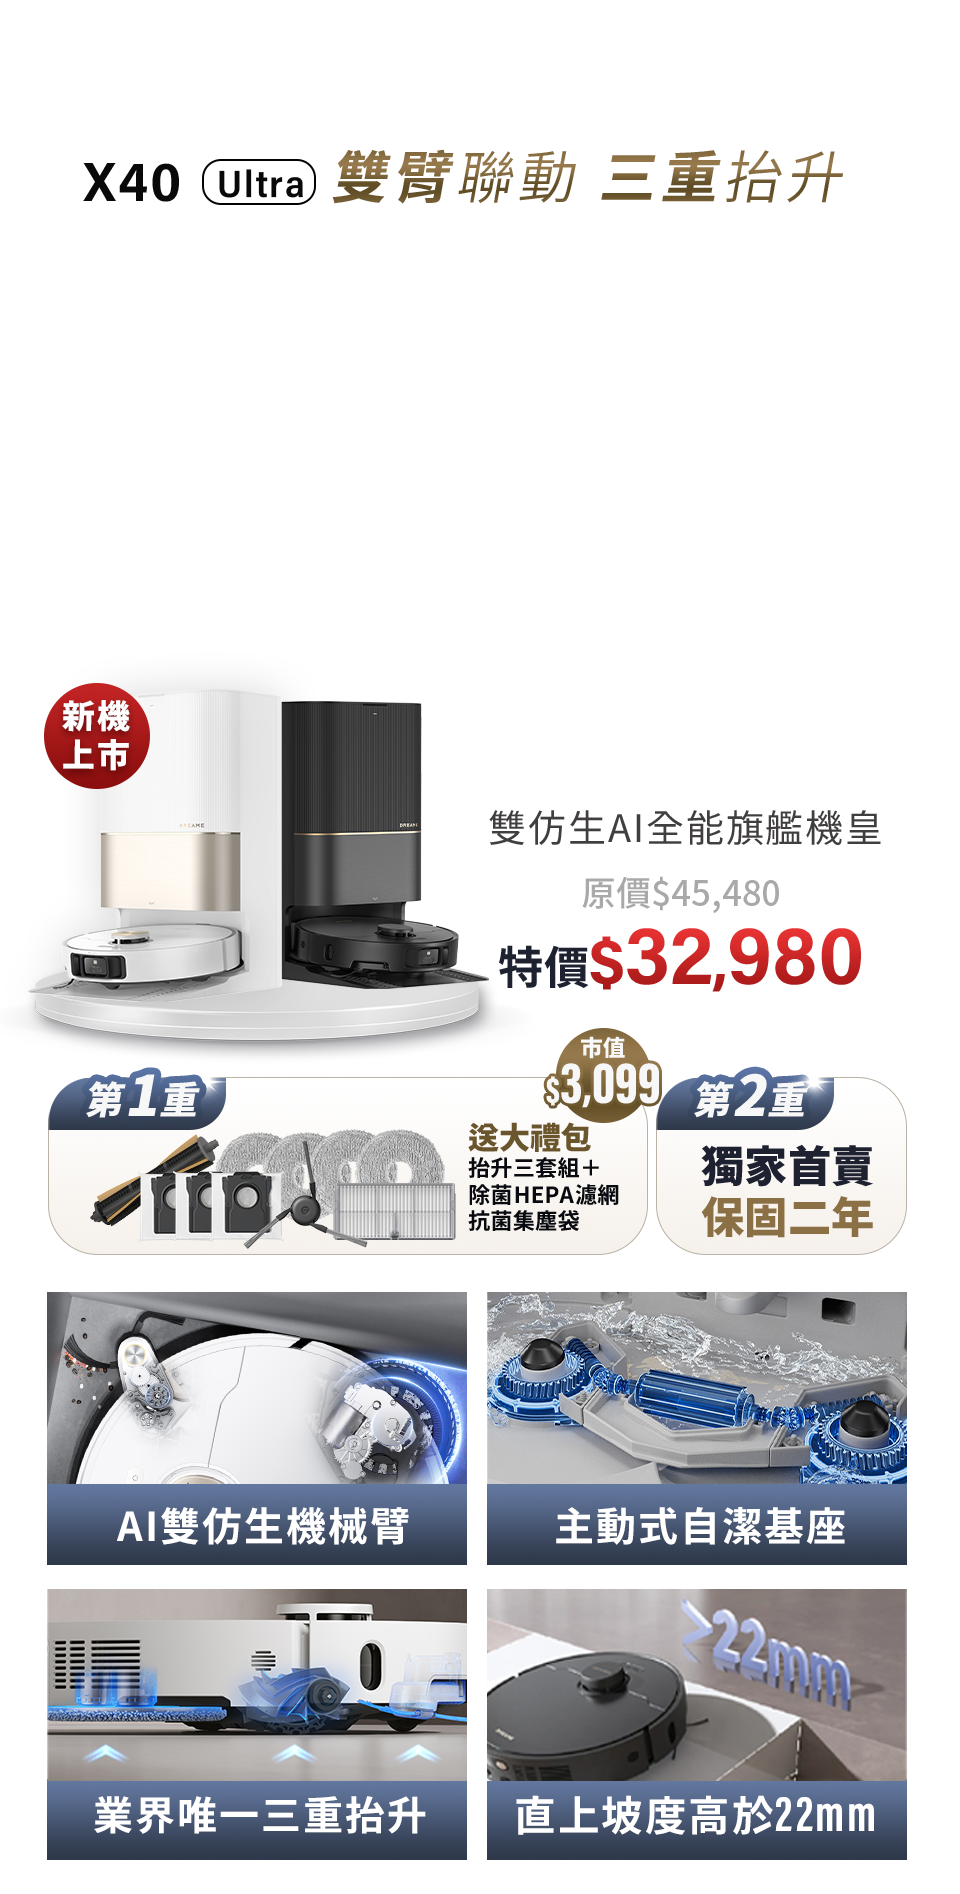 X40 Ultra 雙臂聯動 三重抬升
新機
上市
DREAME
DREAME
雙仿生AI全能旗艦機皇
原價$45,480
特價$32,980
市值
$3,099
第1重
送大禮包
抬升三套組＋
除菌HEPA濾網
抗菌集塵袋
第2重
獨家首賣
保固二年
AI雙仿生機械臂
主動式自潔基座
>22mm
業界唯一三重抬升
直上坡度高於22mm